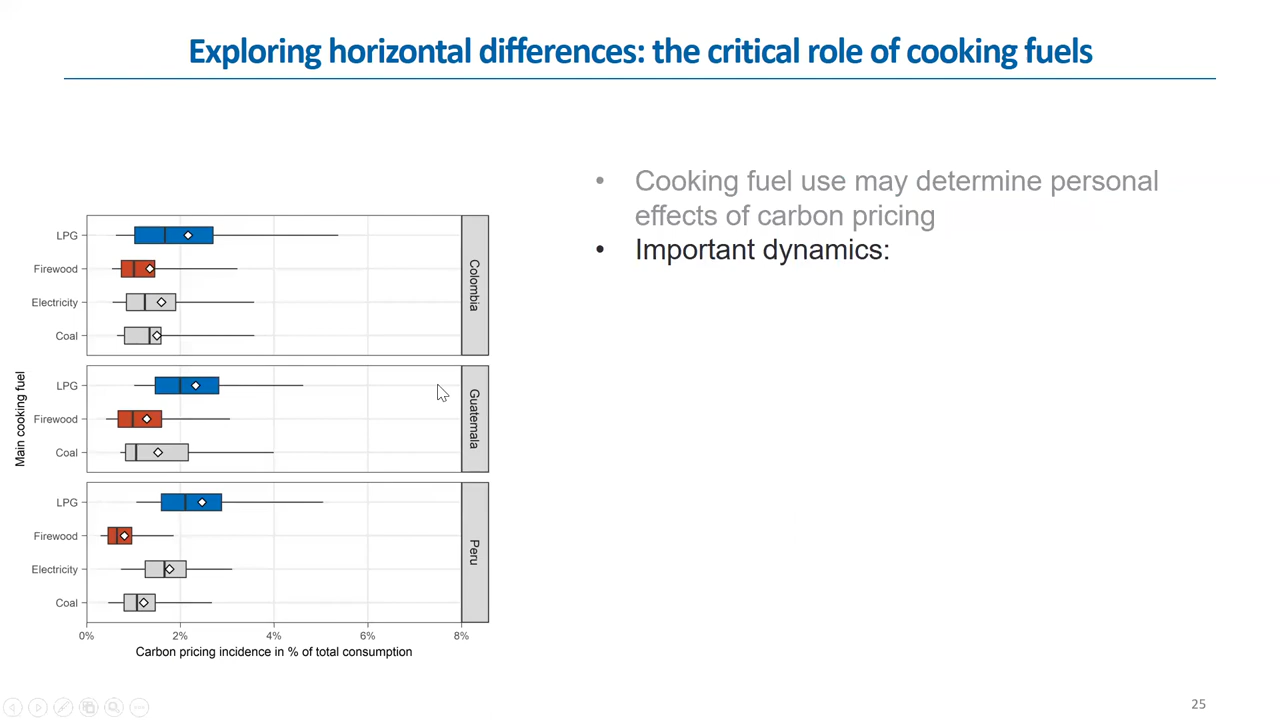 Exploring horizontal differences: the critical role of cooking fuels
• Cooking fuel use may determine personal
effects of carbon pricing
• Important dynamics:
Main cooking fuel
LPG
Firewood
Electricity
Coal
Colombia
LPG
Firewood
Coal
Guatemala
LPG
Firewood
Electricity
Coal
Peru
0% 2% 4% 6% 8%
Carbon pricing incidence in % of total consumption
25